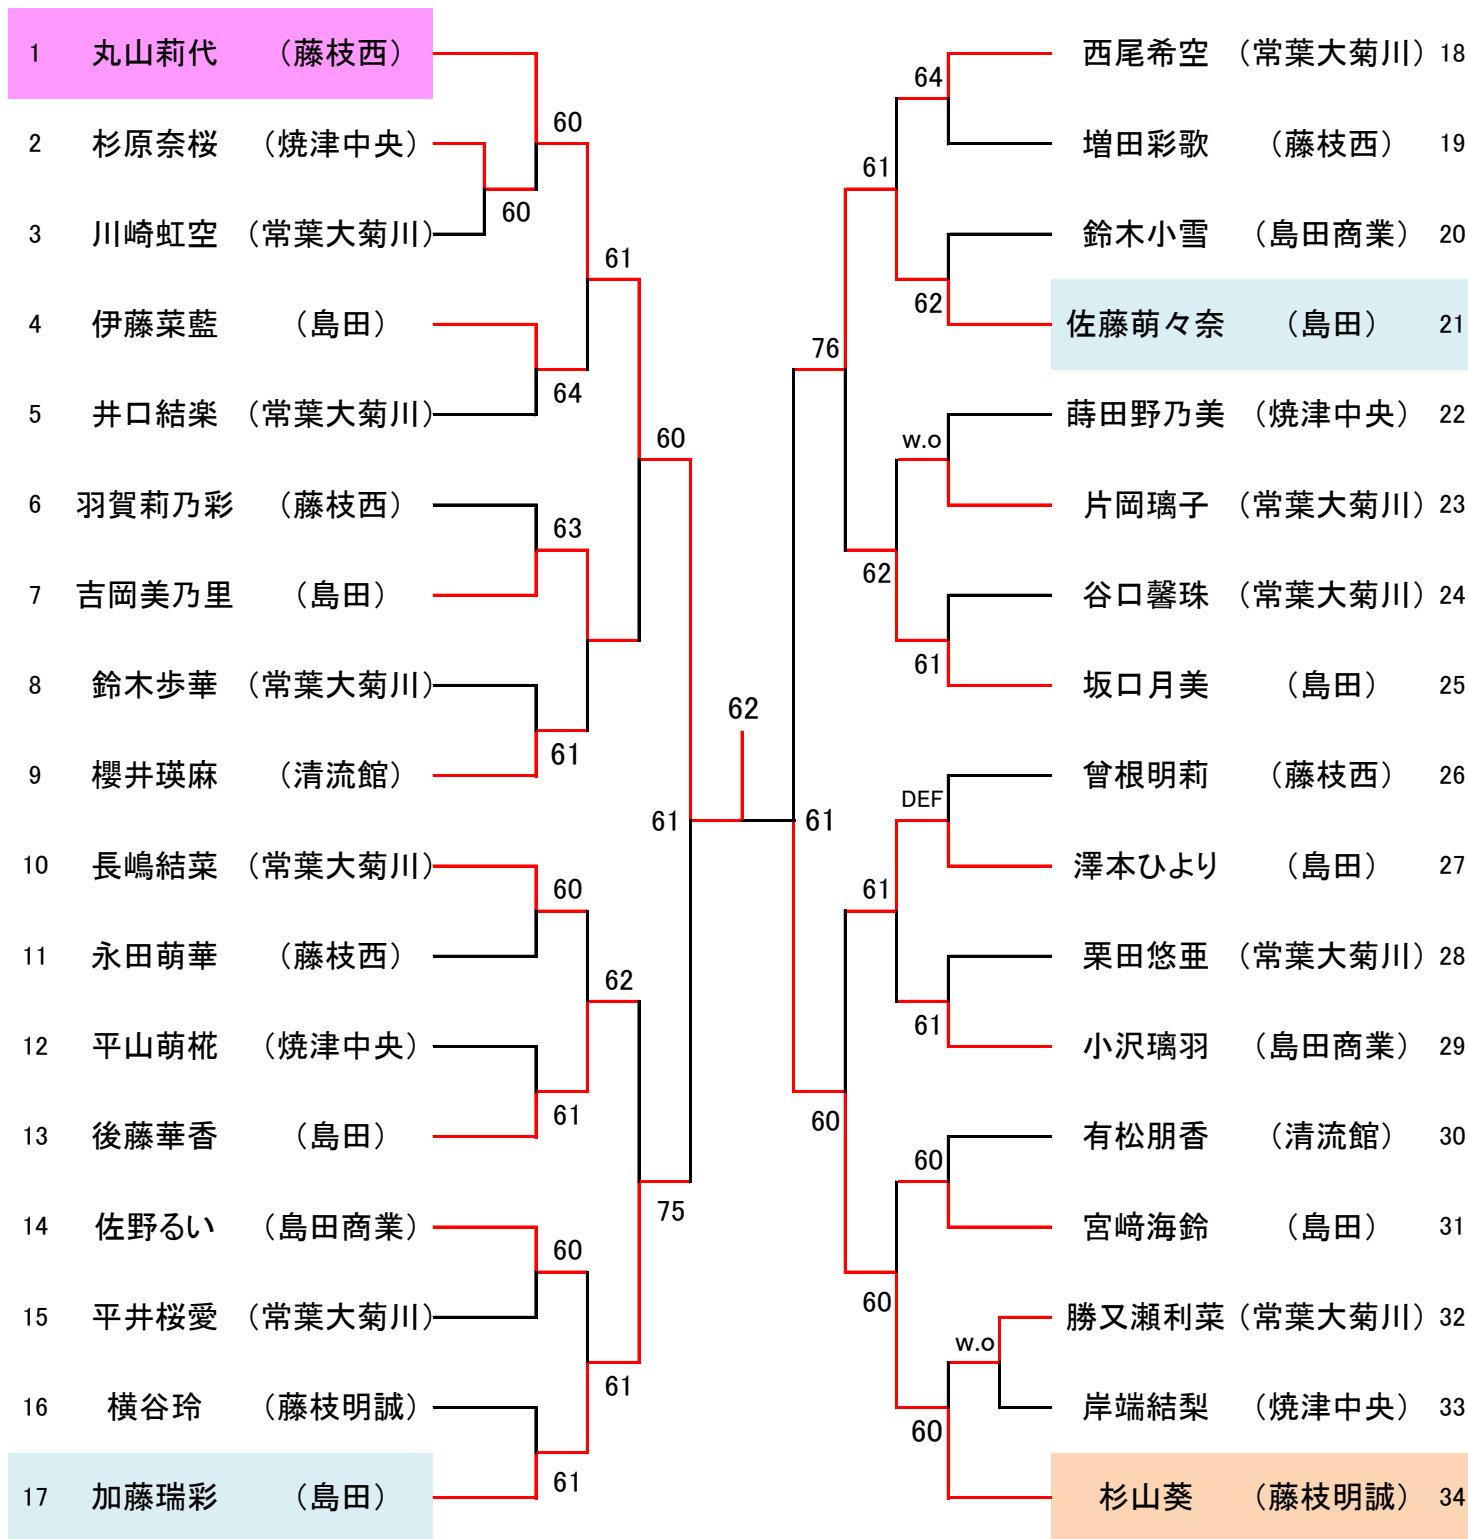 1 丸山莉代 （藤枝西）
60
2 杉原奈桜 （焼津中央）
60
3 川崎虹空 （常葉大菊川）
61
4 伊藤菜藍 （島田）
64
5 井口結楽 （常葉大菊川）
60
6 羽賀莉乃彩 （藤枝西）
63
7 吉岡美乃里 （島田）
8 鈴木歩華 （常葉大菊川）
61
9 櫻井瑛麻 （清流館）
61
10 長嶋結菜 （常葉大菊川）
60
11 永田萌華 （藤枝西）
62
12 平山萌椛 （焼津中央）
61
13 後藤華香 （島田）
75
14 佐野るい （島田商業）
60
15 平井桜愛 （常葉大菊川）
61
16 横谷玲 （藤枝明誠）
61
17 加藤瑞彩 （島田）
62
西尾希空 （常葉大菊川） 18
64
増田彩歌 （藤枝西） 19
61
鈴木小雪 （島田商業） 20
62
佐藤萌々奈 （島田） 21
76
蒔田野乃美 （焼津中央） 22
w.o
片岡璃子 （常葉大菊川） 23
62
谷口馨珠 （常葉大菊川） 24
61
坂口月美 （島田） 25
曾根明莉 （藤枝西） 26
DEF
61
澤本ひより （島田） 27
61
栗田悠亜 （常葉大菊川） 28
61
小沢璃羽 （島田商業） 29
60
有松朋香 （清流館） 30
60
宮﨑海鈴 （島田） 31
60
勝又瀬利菜 （常葉大菊川） 32
w.o
岸端結梨 （焼津中央） 33
60
杉山葵 （藤枝明誠） 34